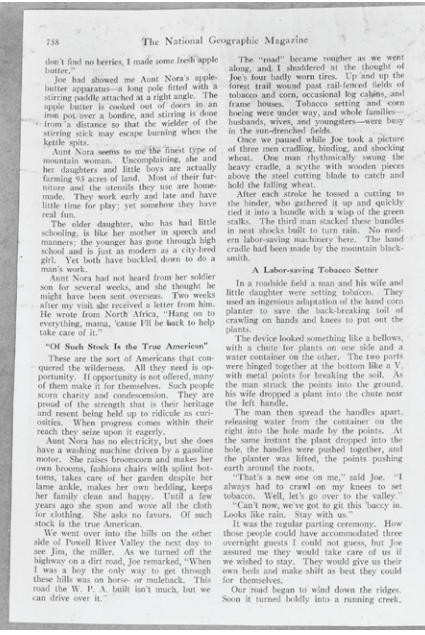 758
The National Geographic Magazine
don't find no berries, I made some fresh apple
butter."
Joe had showed me Aunt Nora's apple-
butter apparatus—a long pole fitted with a
stirring paddle attached at a right angle. The
apple butter is cooked out of doors in an
iron pot over a bonfire, and stirring is done
from a distance so that the wielder of the
stirring stick may escape burning when the
kettle spits.
Aunt Nora seems to me the finest type of
mountain woman. Uncomplaining, she and
her daughters and little boys are actually
farming 93 acres of land. Most of their fur-
niture and the utensils they use are home-
made. They work early and late and have
little time for play; yet somehow they have
real fun.
The older daughter, who has had little
schooling, is like her mother in speech and
manners; the younger has gone through high
school and is just as modern as a city-bred
girl. Yet both have buckled down to do a
man's work.
Aunt Nora had not heard from her soldier
son for several weeks, and she thought he
might have been sent overseas. Two weeks
after my visit she received a letter from him.
He wrote from North Africa, "Hang on to
everything, mama, 'cause I'll be back to help
take care of it."
"Of Such Stock Is the True American"
These are the sort of Americans that con-
quered the wilderness. All they need is op-
portunity. If opportunity is not offered, many
of them make it for themselves. Such people
scorn charity and condescension. They are
proud of the strength that is their heritage
and resent being held up to ridicule as curi-
osities. When progress comes within their
reach they seize upon it eagerly.
Aunt Nora has no electricity, but she does
have a washing machine driven by a gasoline
motor. She raises broomcorn and makes her
own brooms, fashions chairs with splint bot-
toms, takes care of her garden despite her
lame ankle, makes her own bedding, keeps
her family clean and happy. Until a few
years ago she spun and wove all the cloth
for clothing. She asks no favors. Of such
stock is the true American.
We went over into the hills on the other
side of Powell River Valley the next day to
see Jim, the miller. As we turned off the
highway on a dirt road, Joe remarked, "When
I was a boy the only way to get through
these hills was on horse- or muleback. This
road the W. P. A. built isn't much, but we
can drive over it."
The "road" became rougher as we went
along, and I shuddered at the thought of
Joe's four badly worn tires. Up and up the
forest trail wound past rail-fenced fields of
tobacco and corn, occasional log cabins, and
frame houses. Tobacco setting and corn
hoeing were under way, and whole families—
husbands, wives, and youngsters—were busy
in the sun-drenched fields.
Once we paused while Joe took a picture
of three men cradling, binding, and shocking
wheat. One man rhythmically swung the
heavy cradle, a scythe with wooden pieces
above the steel cutting blade to catch and
hold the falling wheat.
After each stroke he tossed a cutting to
the binder, who gathered it up and quickly
tied it into a bundle with a wisp of the green
stalks. The third man stacked these bundles
in neat shocks built to turn rain. No mod-
ern labor-saving machinery here. The hand
cradle had been made by the mountain black-
smith.
A Labor-saving Tobacco Setter
In a roadside field a man and his wife and
little daughter were setting tobacco. They
used an ingenious adaptation of the hand corn
planter to save the back-breaking toil of
crawling on hands and knees to put out the
plants.
The device looked something like a bellows,
with a chute for plants on one side and a
water container on the other. The two parts
were hinged together at the bottom like a V,
with metal points for breaking the soil. As
the man struck the points into the ground,
his wife dropped a plant into the chute near
the left handle.
The man then spread the handles apart,
releasing water from the container on the
right into the hole made by the points. At
the same instant the plant dropped into the
hole, the handles were pushed together, and
the planter was lifted, the points pushing
earth around the roots.
"That's a new one on me," said Joe. "I
always had to crawl on my knees to set
tobacco. Well, let's go over to the valley."
"Can't now, we've got to git this 'baccy in.
Looks like rain. Stay with us."
It was the regular parting ceremony. How
those people could have accommodated three
overnight guests I could not guess, but Joe
assured me they would take care of us if
we wished to stay. They would give us their
own beds and make shift as best they could
for themselves.
Our road began to wind down the ridges.
Soon it turned boldly into a running creek,